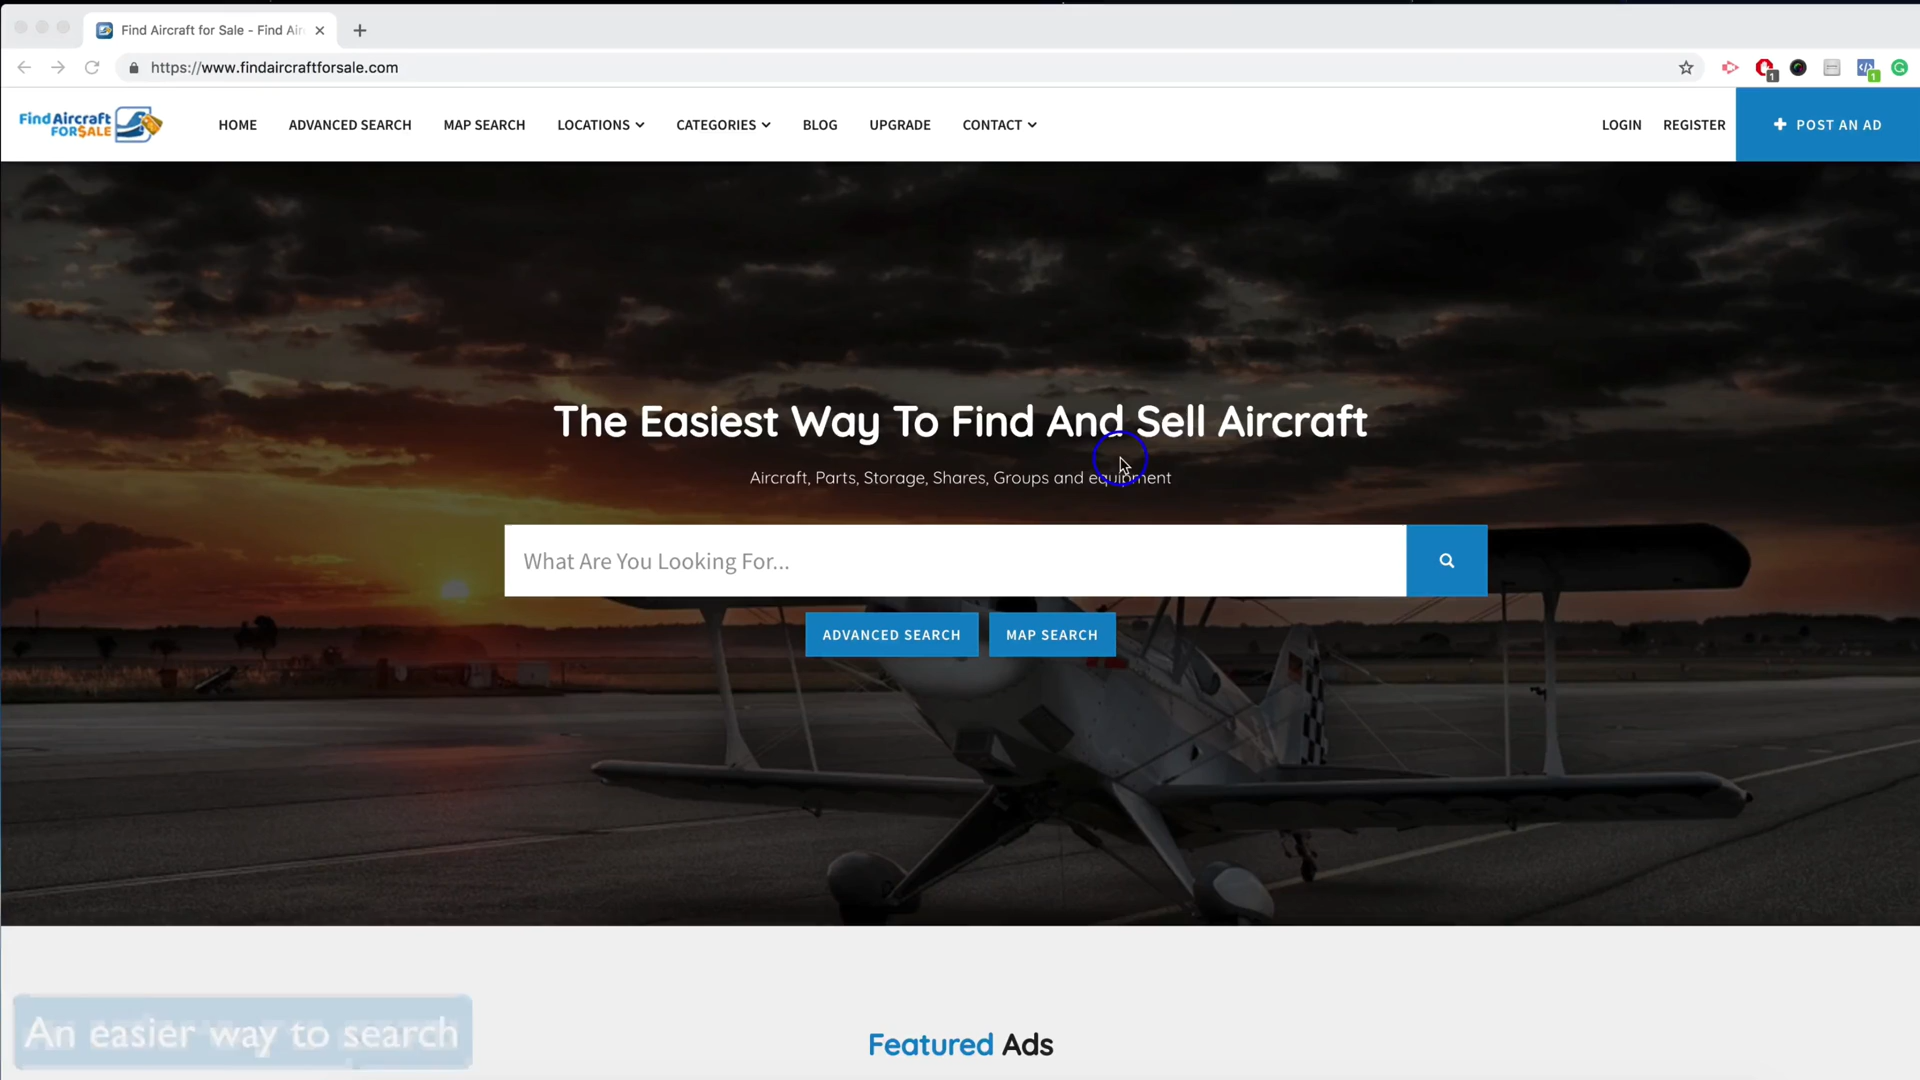 Find Aircraft for Sale - Find Air
https://www.findaircraftforsale.com
1
1
Find Aircraft
FOR$ALE
HOME
ADVANCED SEARCH
MAP SEARCH
LOCATIONS
CATEGORIES
BLOG
UPGRADE
CONTACT
LOGIN
REGISTER
+ POST AN AD
The Easiest Way To Find And Sell Aircraft
Aircraft, Parts, Storage, Shares, Groups and equipment
What Are You Looking For...
ADVANCED SEARCH
MAP SEARCH
An easier way to search
Featured Ads